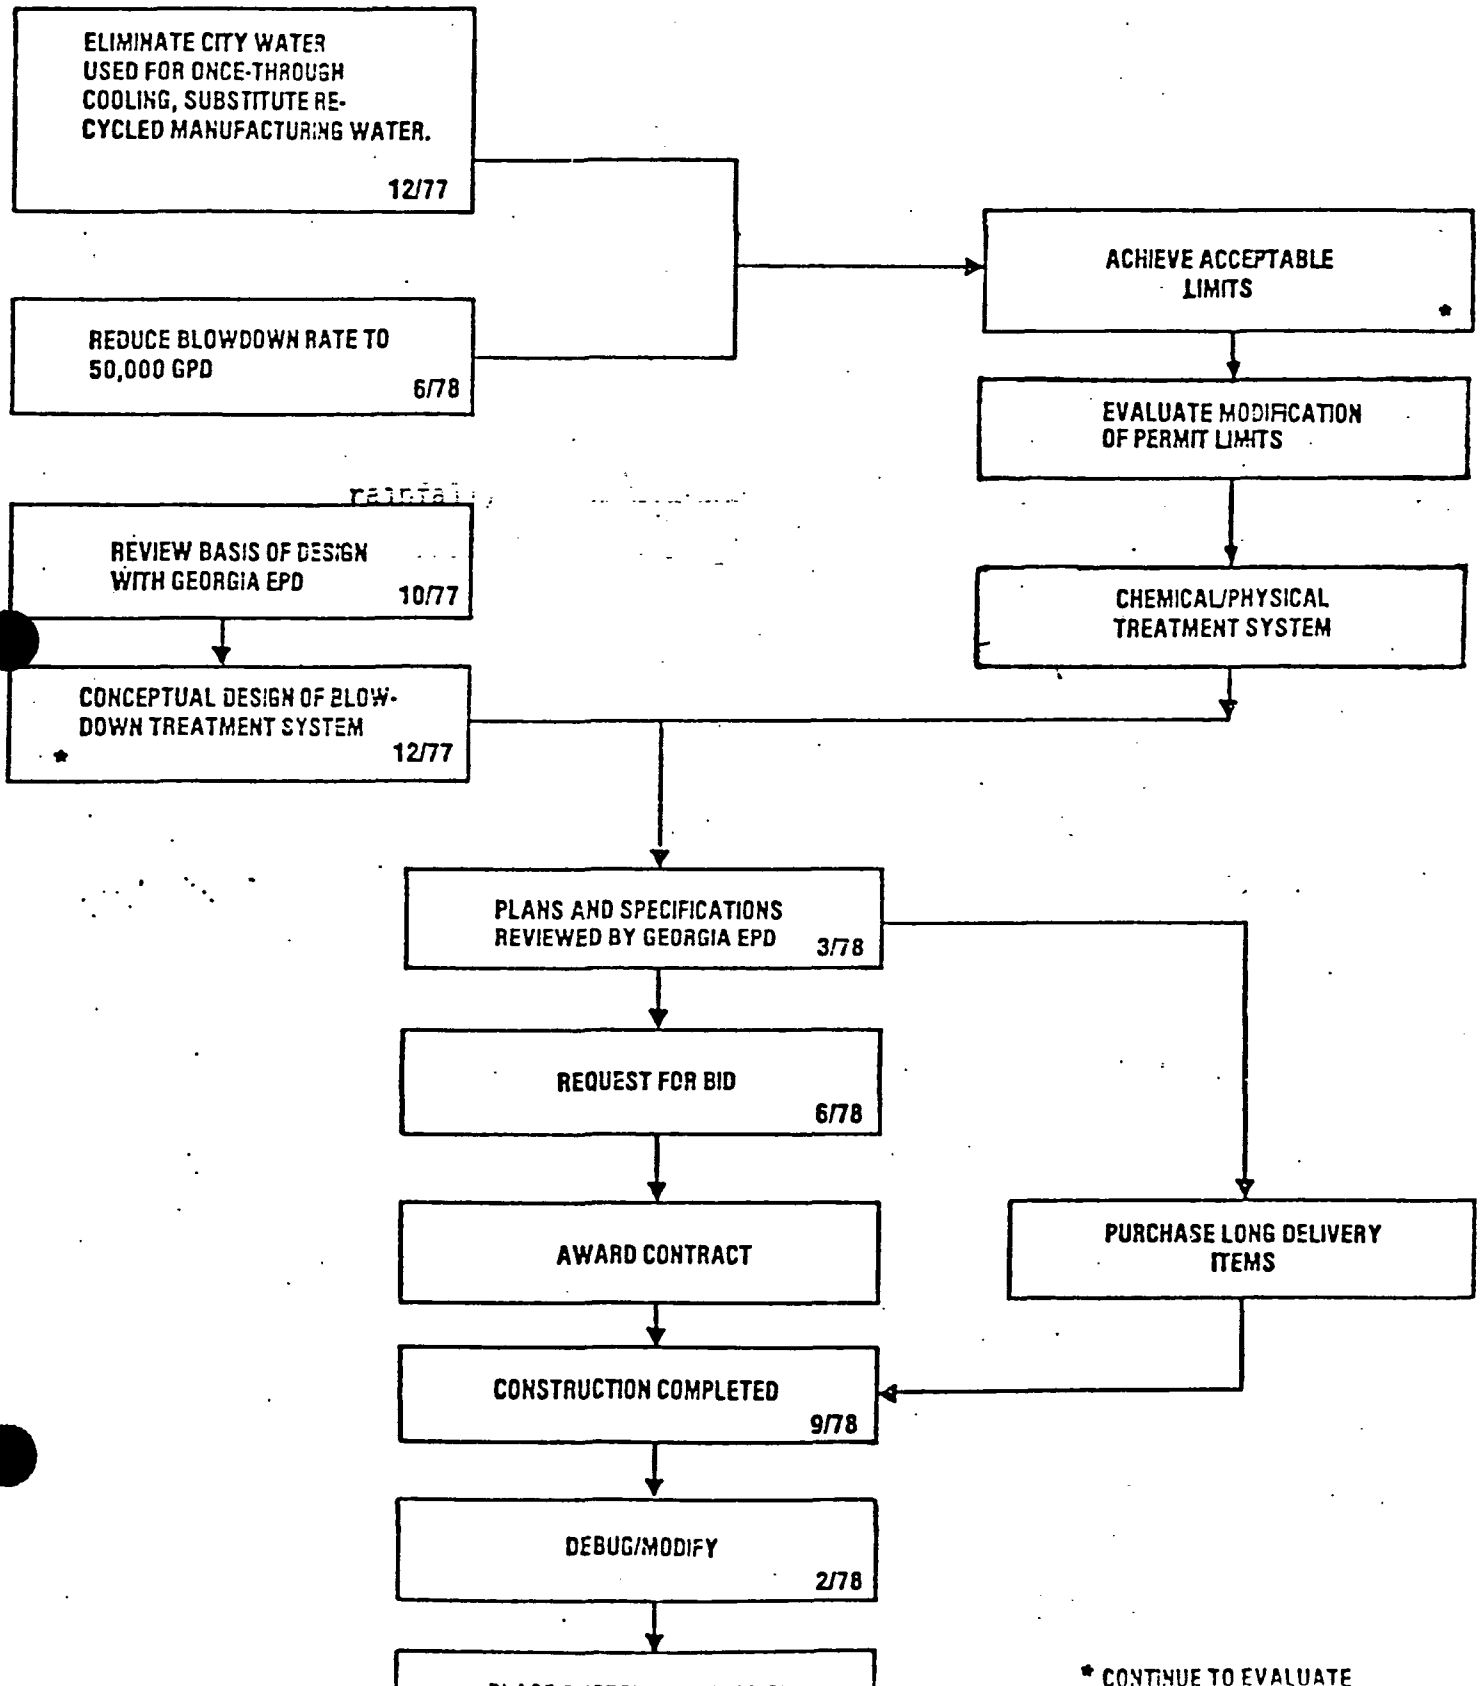 ELIMINATE CITY WATER
USED FOR ONCE-THROUGH
COOLING, SUBSTITUTE RE-
CYCLED MANUFACTURING WATER.
12/77
REDUCE BLOWDOWN RATE TO
50,000 GPD
6/78
ACHIEVE ACCEPTABLE
LIMITS
*
EVALUATE MODIFICATION
OF PERMIT LIMITS
CHEMICAL/PHYSICAL
TREATMENT SYSTEM
REVIEW BASIS OF DESIGN
WITH GEORGIA EPD
10/77
CONCEPTUAL DESIGN OF BLOW-
DOWN TREATMENT SYSTEM
* 12/77
PLANS AND SPECIFICATIONS
REVIEWED BY GEORGIA EPD 3/78
REQUEST FOR BID
6/78
AWARD CONTRACT
PURCHASE LONG DELIVERY
ITEMS
CONSTRUCTION COMPLETED
9/78
DEBUG/MODIFY
2/78
* CONTINUE TO EVALUATE